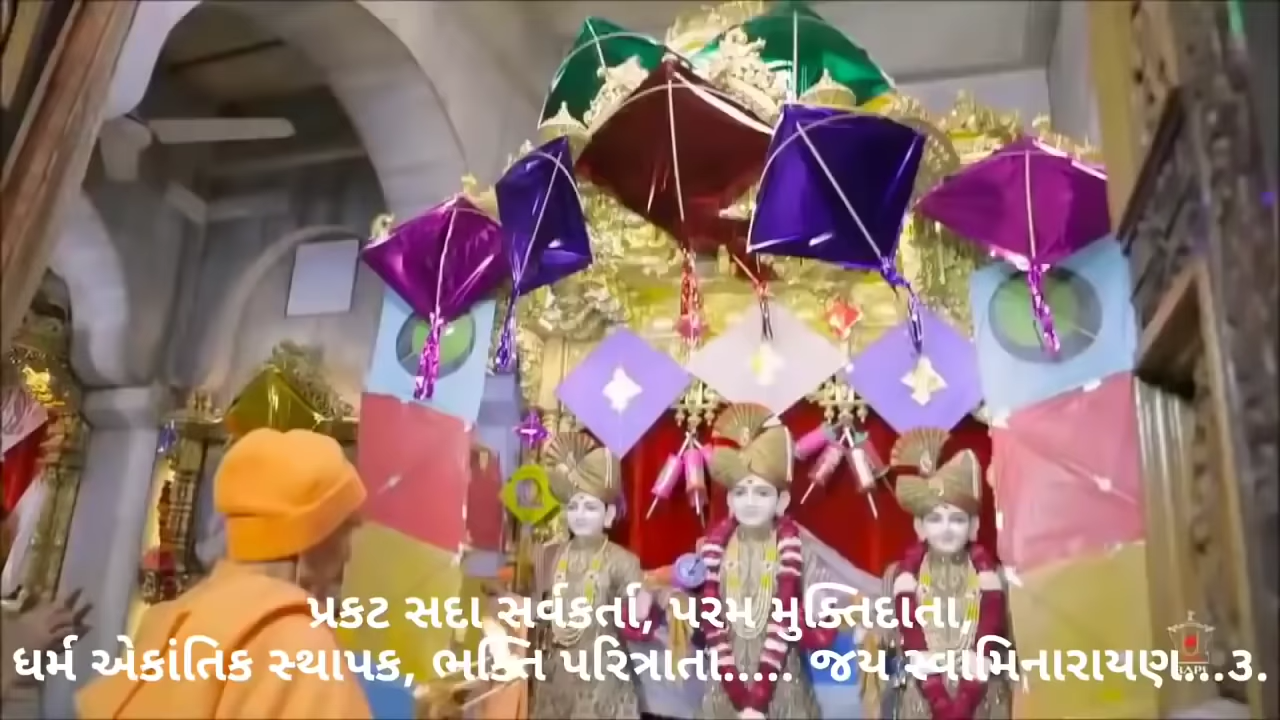 પ્રકટ સદા સર્વકર્તા, પરમ મુક્તિદાતા,
ધર્મ એકાંતિક સ્થાપક, ભક્તિ પરિત્રાતા..... જય સ્વામિનારાયણ...૩.